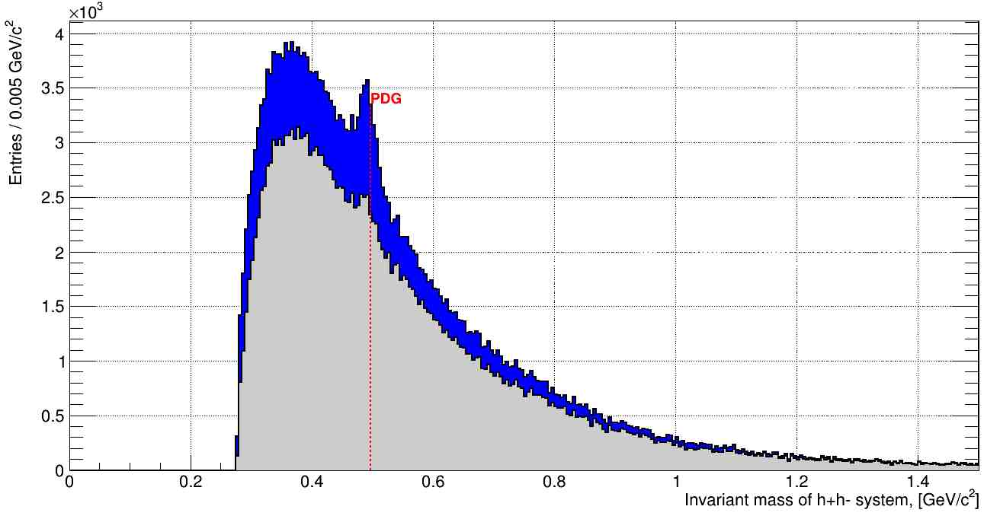 ×10³
Entries / 0.005 GeV/c²
4
3.5
3
2.5
2
1.5
1
0.5
0
PDG
0 0.2 0.4 0.6 0.8 1 1.2 1.4
Invariant mass of h+h- system, [GeV/c²]